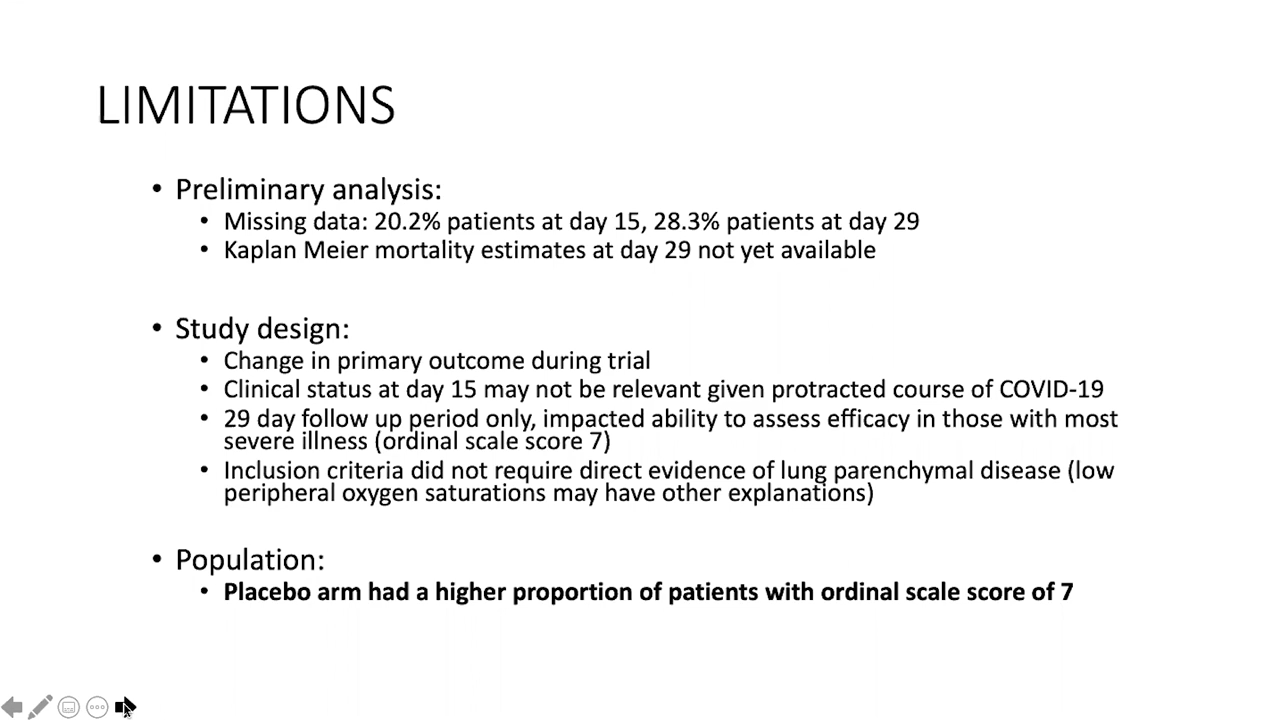 LIMITATIONS
• Preliminary analysis:
• Missing data: 20.2% patients at day 15, 28.3% patients at day 29
• Kaplan Meier mortality estimates at day 29 not yet available
• Study design:
• Change in primary outcome during trial
• Clinical status at day 15 may not be relevant given protracted course of COVID-19
• 29 day follow up period only, impacted ability to assess efficacy in those with most
severe illness (ordinal scale score 7)
• Inclusion criteria did not require direct evidence of lung parenchymal disease (low
peripheral oxygen saturations may have other explanations)
• Population:
• Placebo arm had a higher proportion of patients with ordinal scale score of 7